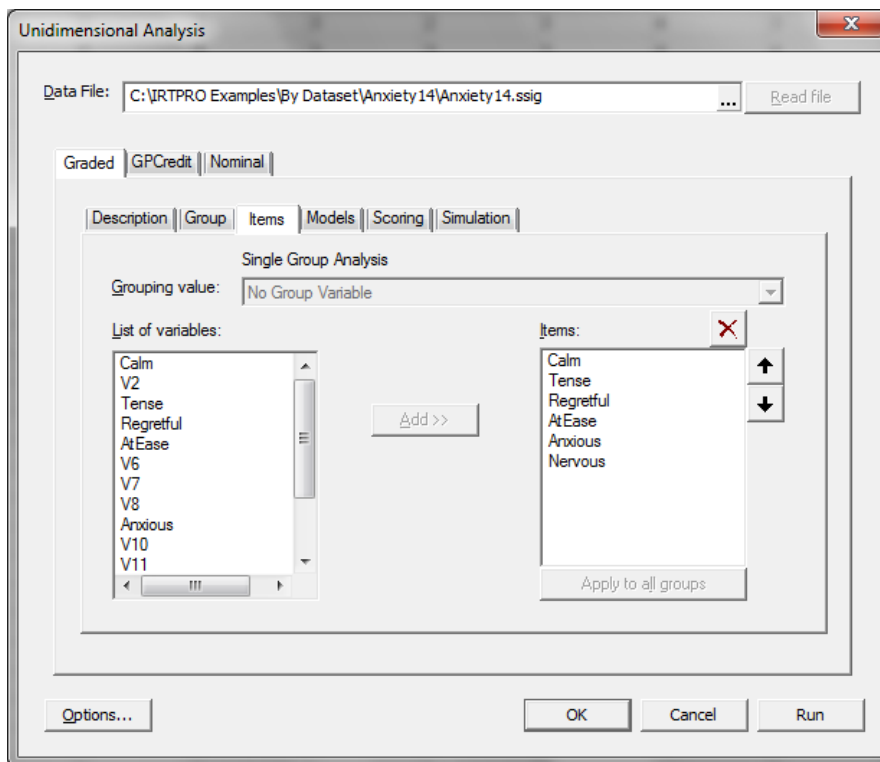 Unidimensional Analysis
Data File: C:\IRTPRO Examples\By Dataset\Anxiety14\Anxiety14.ssig ... Read file
Graded GPCredit Nominal
Description Group Items Models Scoring Simulation
Single Group Analysis
Grouping value: No Group Variable
List of variables:
Calm
V2
Tense
Regretful
AtEase
V6
V7
V8
Anxious
V10
V11
Add >>
Items:
Calm
Tense
Regretful
AtEase
Anxious
Nervous
Apply to all groups
Options... OK Cancel Run